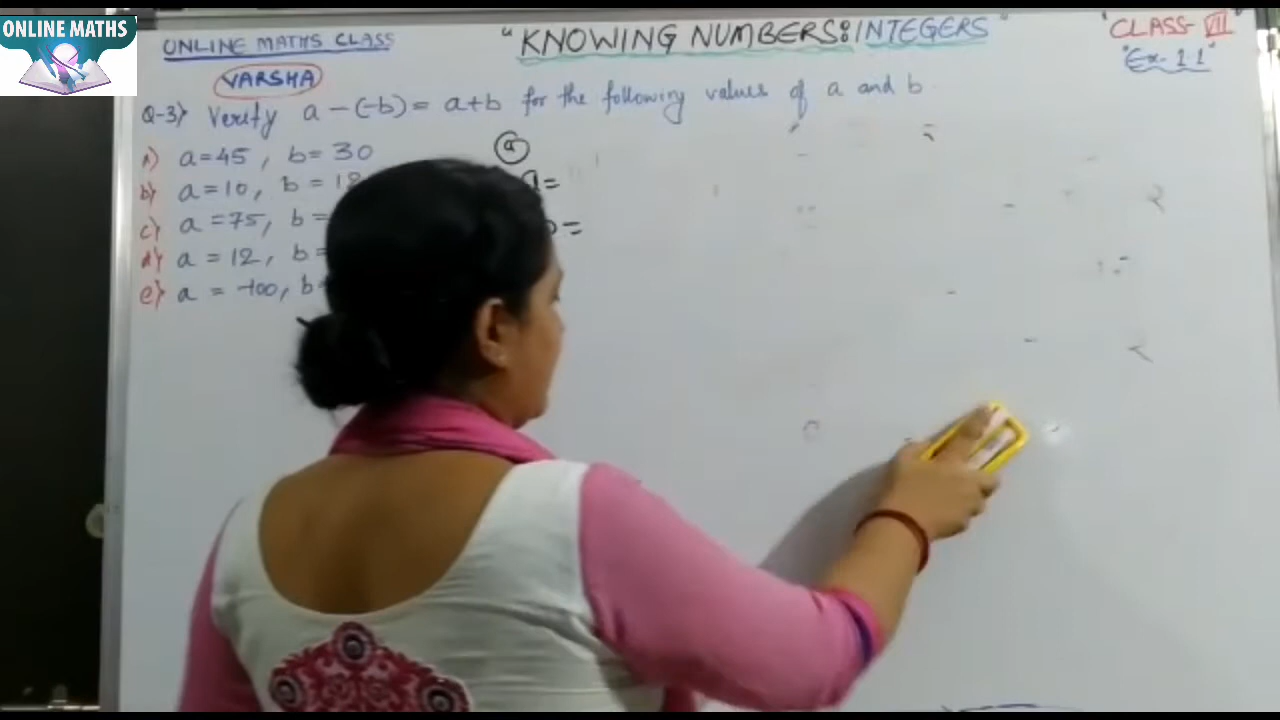 ONLINE MATHS
ONLINE MATHS CLASS
"KNOWING NUMBERS: INTEGERS"
"CLASS-VII"
"Ex-1.1"
VARSHA
Q-3) Verify a-(-b) = a+b for the following values of a and b
a) a=45, b=30
b) a=10, b=18
c) a=75, b=
d) a=12, b=
e) a= -100, b=
(a)
a=
b=